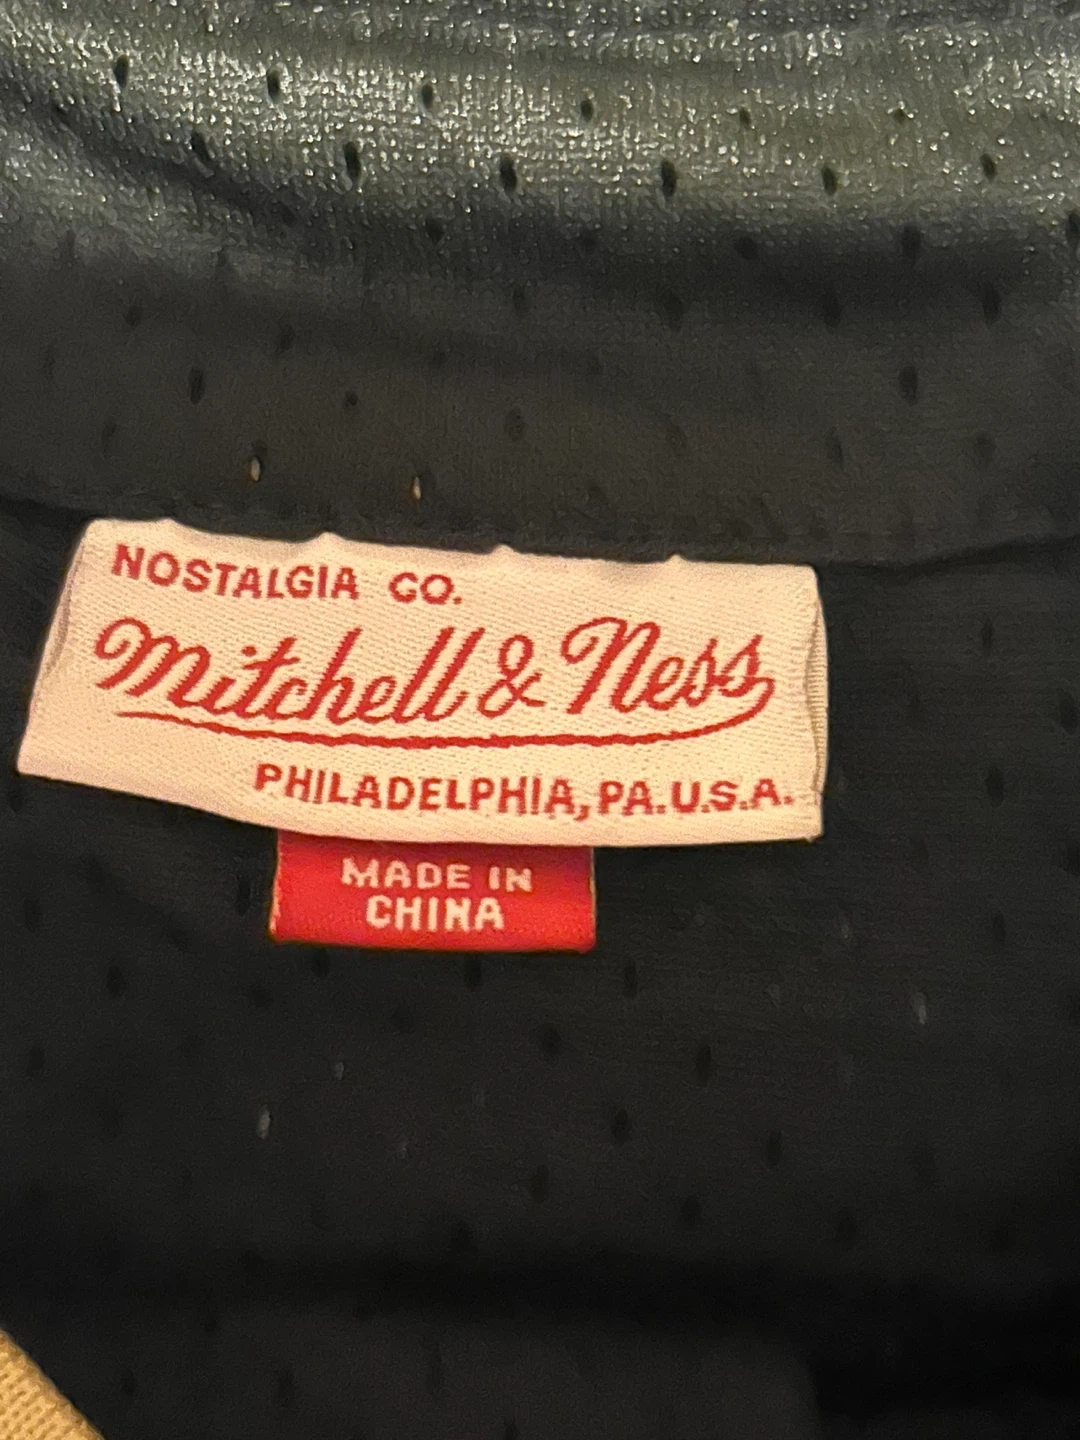 NOSTALGIA CO.
Mitchell & Ness
PHILADELPHIA, PA.U.S.A.
MADE IN
CHINA